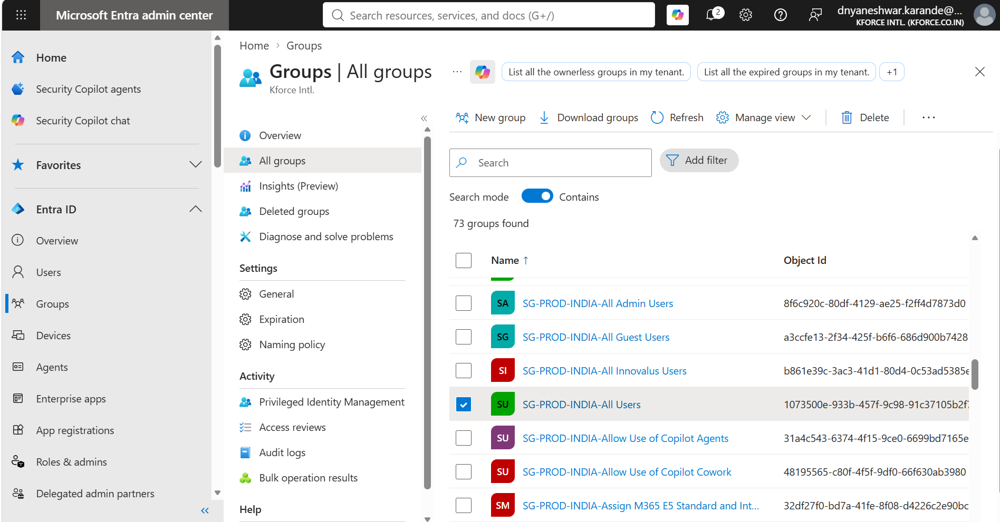 Microsoft Entra admin center
Search resources, services, and docs (G+/)
2
dnyaneshwar.karande@...
KFORCE INTL. (KFORCE.CO.IN)
Home
Security Copilot agents
Security Copilot chat
Favorites
Entra ID
Overview
Users
Groups
Devices
Agents
Enterprise apps
App registrations
Roles & admins
Delegated admin partners
Home > Groups
Groups | All groups
Kforce Intl.
List all the ownerless groups in my tenant.
List all the expired groups in my tenant.
+1
Overview
All groups
Insights (Preview)
Deleted groups
Diagnose and solve problems
Settings
General
Expiration
Naming policy
Activity
Privileged Identity Management
Access reviews
Audit logs
Bulk operation results
Help
New group
Download groups
Refresh
Manage view
Delete
Search
Add filter
Search mode
Contains
73 groups found
Name ↑ Object Id
SA SG-PROD-INDIA-All Admin Users 8f6c920c-80df-4129-ae25-f2ff4d7873d0
SG SG-PROD-INDIA-All Guest Users a3ccfe13-2f34-425f-b6f6-686d900b7428
SI SG-PROD-INDIA-All Innovalus Users b861e39c-3ac3-41d1-80d4-0c53ad5385e
SU SG-PROD-INDIA-All Users 1073500e-933b-457f-9c98-91c37105b2f7
SU SG-PROD-INDIA-Allow Use of Copilot Agents 31a4c543-6374-4f15-9ce0-6699bd7165e
SU SG-PROD-INDIA-Allow Use of Copilot Cowork 48195565-c80f-4f5f-9df0-66f630ab3980
SM SG-PROD-INDIA-Assign M365 E5 Standard and Int... 32df27f0-bd7a-41fe-8f08-d4226c2e90bc